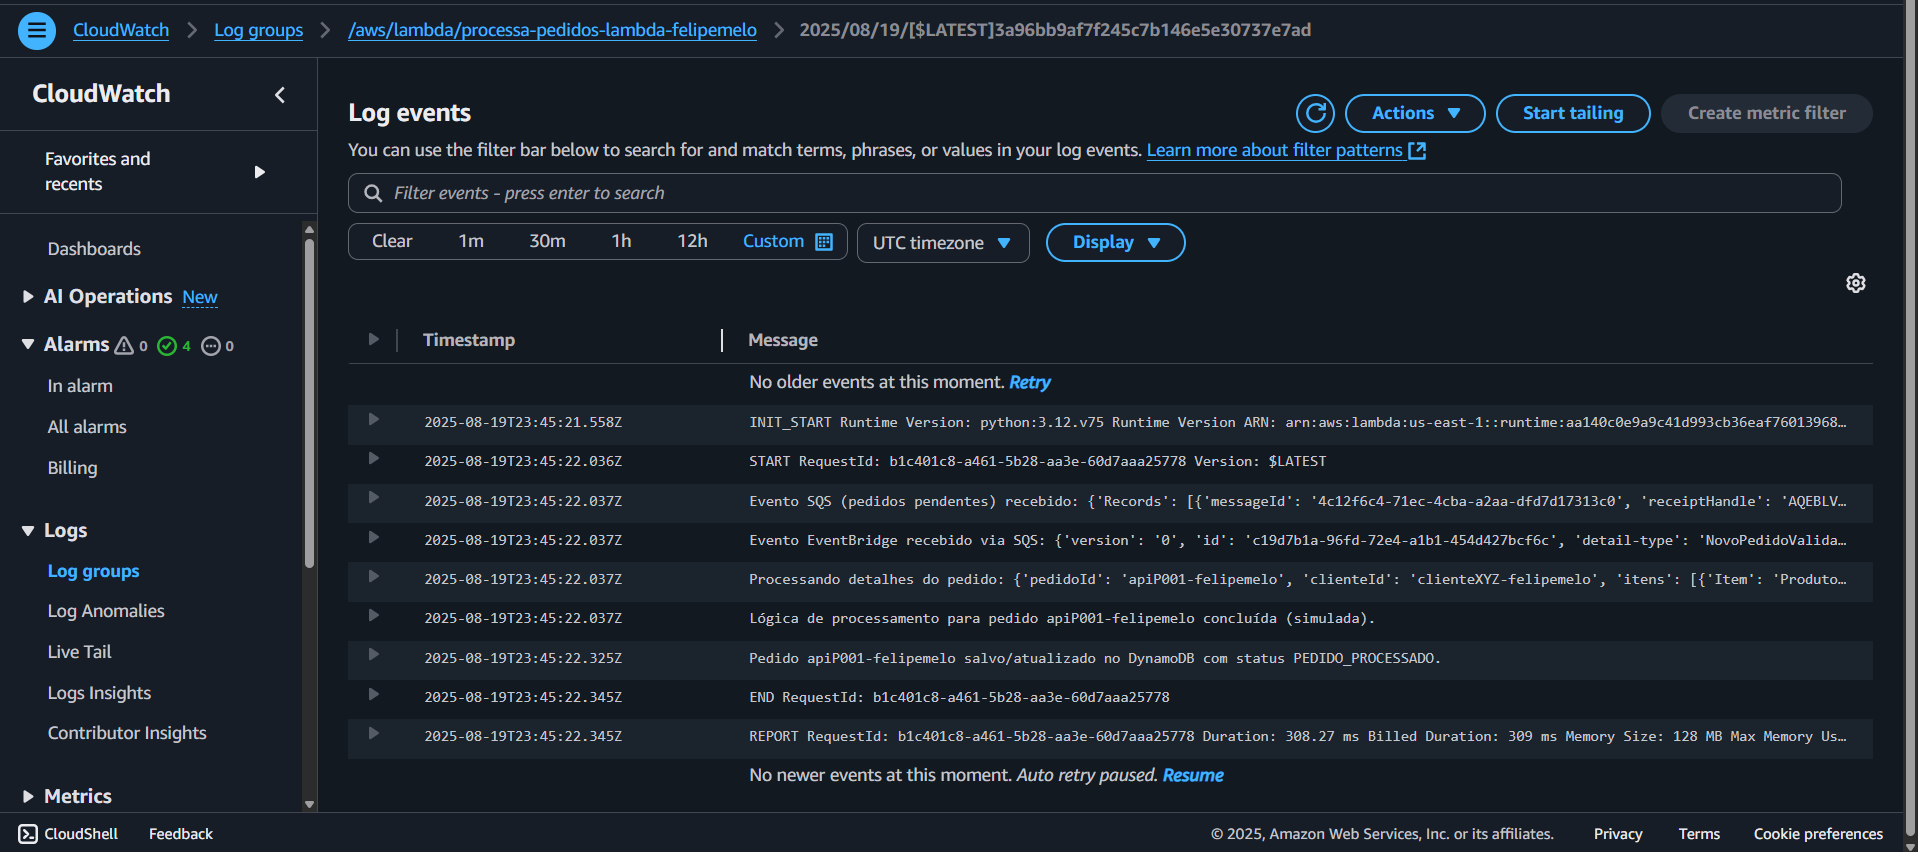 CloudWatch > Log groups > /aws/lambda/processa-pedidos-lambda-felipemelo > 2025/08/19/[$LATEST]3a96bb9af7f245c7b146e5e30737e7ad
CloudWatch
Favorites and
recents
Dashboards
AI Operations New
Alarms 0 4 0
In alarm
All alarms
Billing
Logs
Log groups
Log Anomalies
Live Tail
Logs Insights
Contributor Insights
Metrics
Log events
Actions
Start tailing
Create metric filter
You can use the filter bar below to search for and match terms, phrases, or values in your log events. Learn more about filter patterns
Filter events - press enter to search
Clear 1m 30m 1h 12h Custom UTC timezone Display
Timestamp Message
No older events at this moment. Retry
2025-08-19T23:45:21.558Z INIT_START Runtime Version: python:3.12.v75 Runtime Version ARN: arn:aws:lambda:us-east-1::runtime:aa140c0e9a9c41d993cb36eaf76013968…
2025-08-19T23:45:22.036Z START RequestId: b1c401c8-a461-5b28-aa3e-60d7aaa25778 Version: $LATEST
2025-08-19T23:45:22.037Z Evento SQS (pedidos pendentes) recebido: {'Records': [{'messageId': '4c12f6c4-71ec-4cba-a2aa-dfd7d17313c0', 'receiptHandle': 'AQEBLV…
2025-08-19T23:45:22.037Z Evento EventBridge recebido via SQS: {'version': '0', 'id': 'c19d7b1a-96fd-72e4-a1b1-454d427bcf6c', 'detail-type': 'NovoPedidoValida…
2025-08-19T23:45:22.037Z Processando detalhes do pedido: {'pedidoId': 'apiP001-felipemelo', 'clienteId': 'clienteXYZ-felipemelo', 'itens': [{'Item': 'Produto…
2025-08-19T23:45:22.037Z Lógica de processamento para pedido apiP001-felipemelo concluída (simulada).
2025-08-19T23:45:22.325Z Pedido apiP001-felipemelo salvo/atualizado no DynamoDB com status PEDIDO_PROCESSADO.
2025-08-19T23:45:22.345Z END RequestId: b1c401c8-a461-5b28-aa3e-60d7aaa25778
2025-08-19T23:45:22.345Z REPORT RequestId: b1c401c8-a461-5b28-aa3e-60d7aaa25778 Duration: 308.27 ms Billed Duration: 309 ms Memory Size: 128 MB Max Memory Us…
No newer events at this moment. Auto retry paused. Resume
CloudShell Feedback © 2025, Amazon Web Services, Inc. or its affiliates. Privacy Terms Cookie preferences